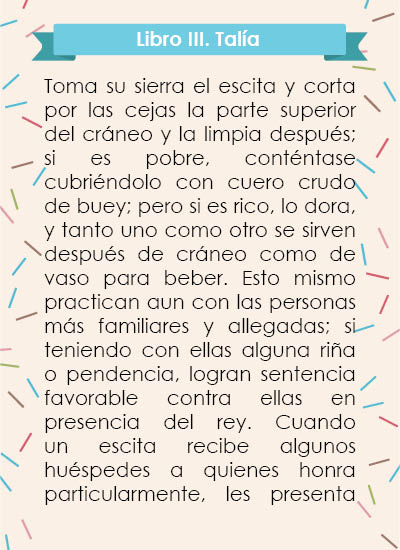 Libro III. Talía
Toma su sierra el escita y corta
por las cejas la parte superior
del cráneo y la limpia después;
si es pobre, conténtase
cubriéndolo con cuero crudo
de buey; pero si es rico, lo dora,
y tanto uno como otro se sirven
después de cráneo como de
vaso para beber. Esto mismo
practican aun con las personas
más familiares y allegadas; si
teniendo con ellas alguna riña
o pendencia, logran sentencia
favorable contra ellas en
presencia del rey. Cuando
un escita recibe algunos
huéspedes a quienes honra
particularmente, les presenta